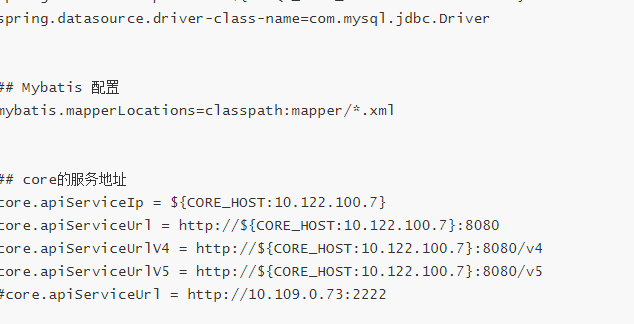 spring.datasource.driver-class-name=com.mysql.jdbc.Driver
## Mybatis 配置
mybatis.mapperLocations=classpath:mapper/*.xml
## core的服务地址
core.apiServiceIp = ${CORE_HOST:10.122.100.7}
core.apiServiceUrl = http://${CORE_HOST:10.122.100.7}:8080
core.apiServiceUrlV4 = http://${CORE_HOST:10.122.100.7}:8080/v4
core.apiServiceUrlV5 = http://${CORE_HOST:10.122.100.7}:8080/v5
#core.apiServiceUrl = http://10.109.0.73:2222